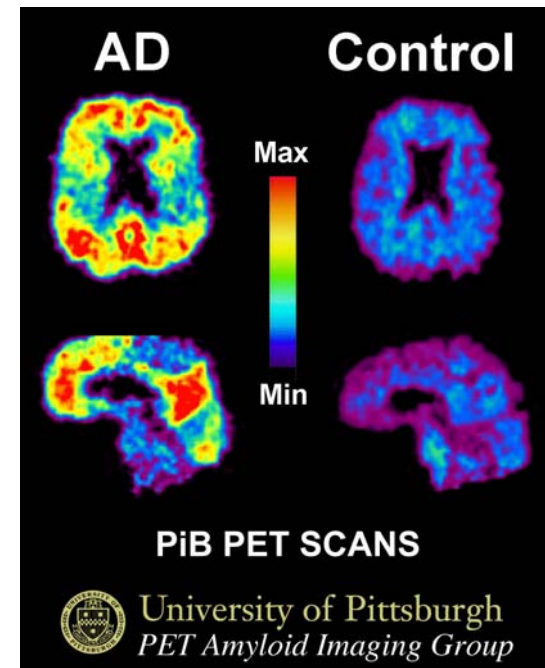 AD
Control
Max
Min
PiB PET SCANS
University of Pittsburgh
PET Amyloid Imaging Group